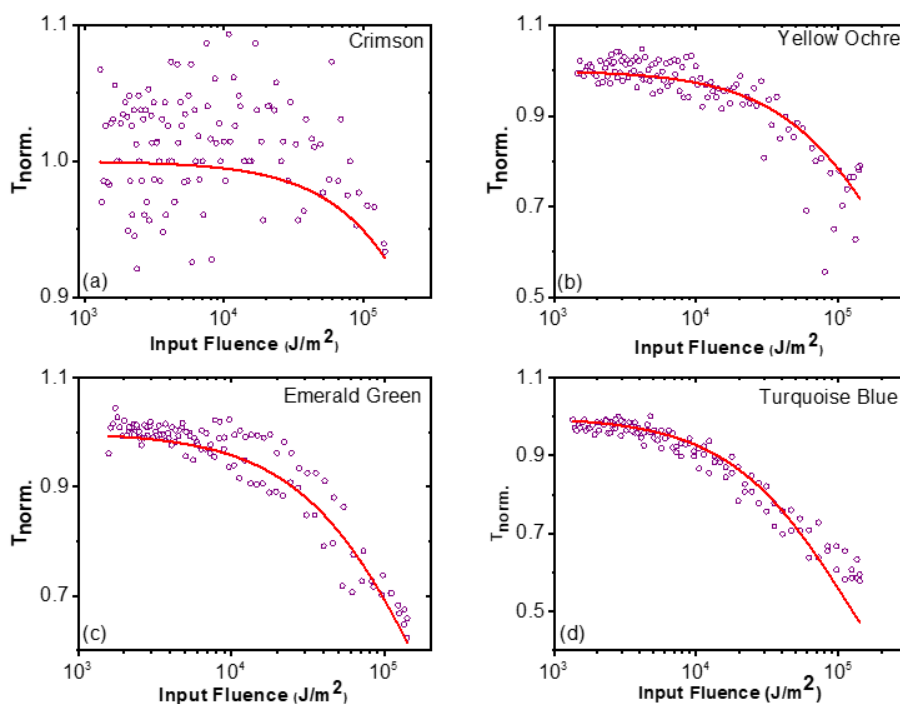 1.1
Crimson
1.0
0.9
Tnorm.
(a)
10³ 10⁴ 10⁵
Input Fluence (J/m²)
1.1
Yellow Ochre
0.9
0.7
0.5
Tnorm.
(b)
10³ 10⁴ 10⁵
Input Fluence (J/m²)
1.1
Emerald Green
0.9
0.7
Tnorm.
(c)
10³ 10⁴ 10⁵
Input Fluence (J/m²)
1.1
Turquoise Blue
0.9
0.7
0.5
Tnorm.
(d)
10³ 10⁴ 10⁵
Input Fluence (J/m²)